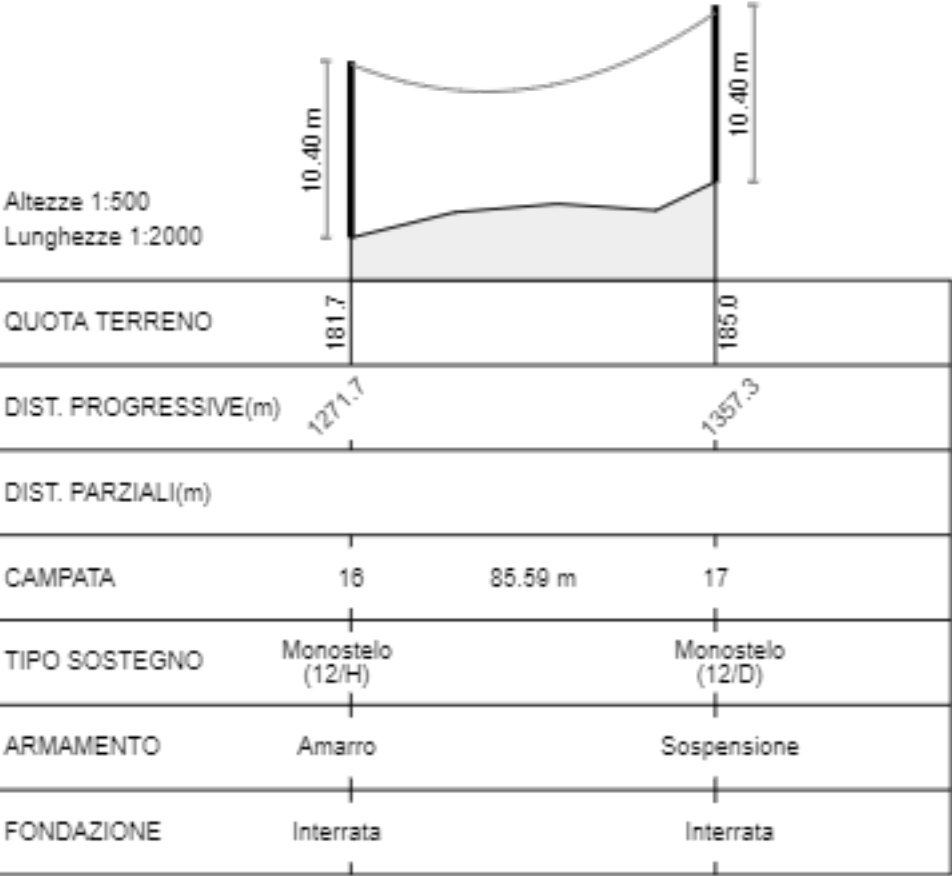 10.40 m
10.40 m
Altezze 1:500
Lunghezze 1:2000
QUOTA TERRENO
181.7
185.0
DIST. PROGRESSIVE(m)
1271.7
1357.3
DIST. PARZIALI(m)
CAMPATA
16
85.59 m
17
TIPO SOSTEGNO
Monostelo
(12/H)
Monostelo
(12/D)
ARMAMENTO
Amarro
Sospensione
FONDAZIONE
Interrata
Interrata